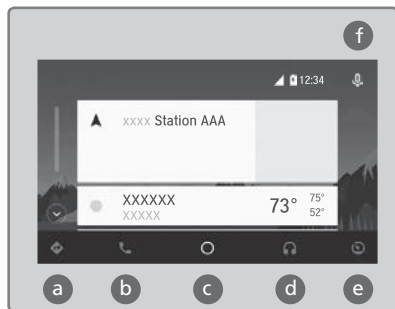 f
12:34
xxxx Station AAA
XXXXXX
XXXXX
73° 75° 52°
a b c d e